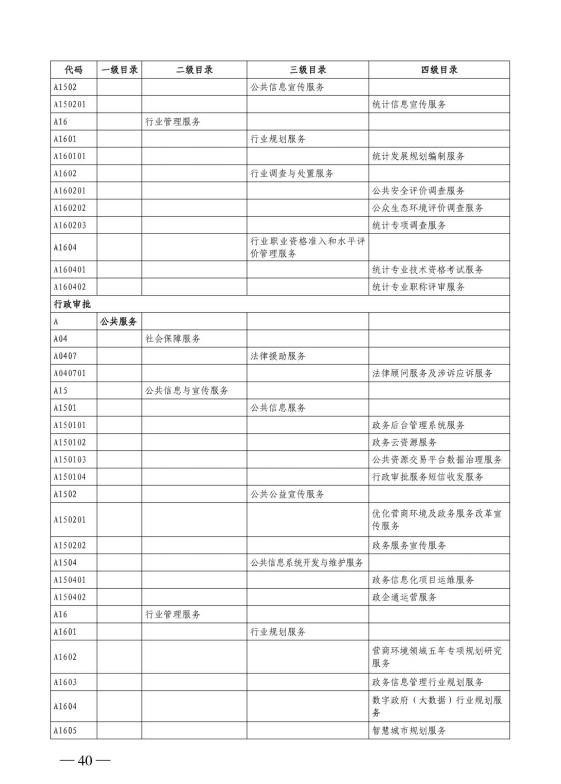 代码 一级目录 二级目录 三级目录 四级目录
A1502 公共信息宣传服务
A150201 统计信息宣传服务
A16 行业管理服务
A1601 行业规划服务
A160101 统计发展规划编制服务
A1602 行业调查与处置服务
A160201 公共安全评价调查服务
A160202 公众生态环境评价调查服务
A160203 统计专项调查服务
A1604 行业职业资格准入和水平评
价管理服务
A160401 统计专业技术资格考试服务
A160402 统计专业职称评审服务
行政审批
A 公共服务
A04 社会保障服务
A0407 法律援助服务
A040701 法律顾问服务及涉诉应诉服务
A15 公共信息与宣传服务
A1501 公共信息服务
A150101 政务后台管理系统服务
A150102 政务云资源服务
A150103 公共资源交易平台数据治理服务
A150104 行政审批服务短信收发服务
A1502 公共公益宣传服务
A150201 优化营商环境及政务服务改革宣
传服务
A150202 政务服务宣传服务
A1504 公共信息系统开发与维护服务
A150401 政务信息化项目运维服务
A150402 政企通运营服务
A16 行业管理服务
A1601 行业规划服务
A1602 营商环境领域五年专项规划研究
服务
A1603 政务信息管理行业规划服务
A1604 数字政府（大数据）行业规划服
务
A1605 智慧城市规划服务
— 40 —